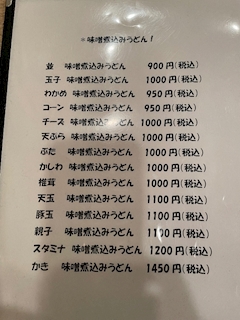 味噌煮込みうどん!
並 味噌煮込みうどん 900円(税込)
玉子 味噌煮込みうどん 1000円(税込)
わかめ 味噌煮込みうどん 950円(税込)
コーン 味噌煮込みうどん 950円(税込)
チーズ 味噌煮込みうどん 1000円(税込)
天ぷら 味噌煮込みうどん 1000円(税込)
ぶた 味噌煮込みうどん 1000円(税込)
かしわ 味噌煮込みうどん 1000円(税込)
椎茸 味噌煮込みうどん 1000円(税込)
天玉 味噌煮込みうどん 1100円(税込)
豚玉 味噌煮込みうどん 1100円(税込)
親子 味噌煮込みうどん 1100円(税込)
スタミナ 味噌煮込みうどん 1200円(税込)
かき 味噌煮込みうどん 1450円(税込)